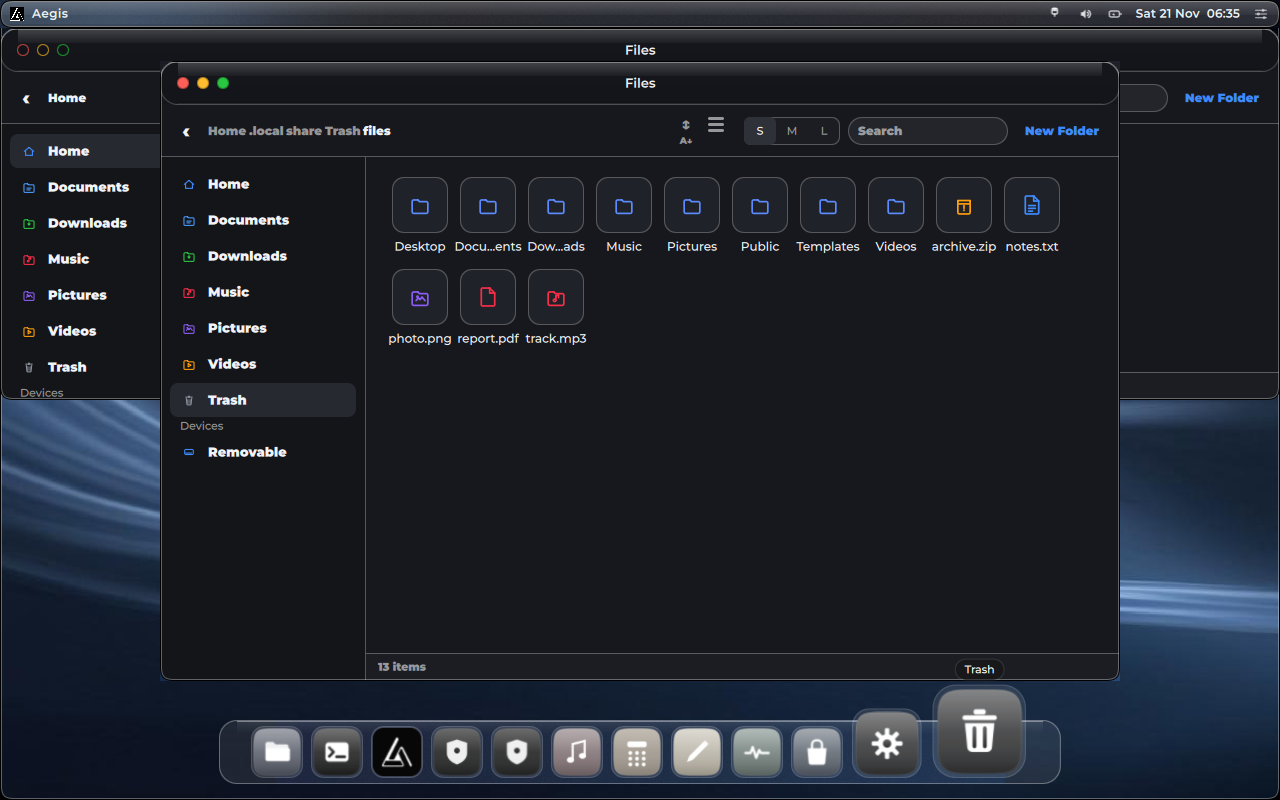 Aegis
Sat 21 Nov 06:35
Files
Home
New Folder
Home
Documents
Downloads
Music
Pictures
Videos
Trash
Devices
Files
Home .local share Trash files
A
S M L
Search
New Folder
Home
Documents
Downloads
Music
Pictures
Videos
Trash
Devices
Removable
Desktop Docu...ents Dow...ads Music Pictures Public Templates Videos archive.zip notes.txt
photo.png report.pdf track.mp3
13 items
Trash